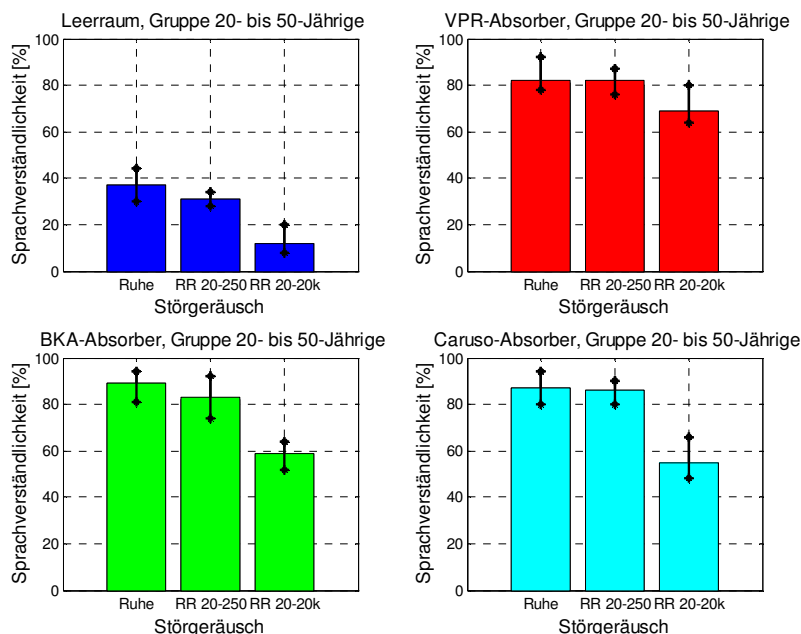 Leerraum, Gruppe 20- bis 50-Jährige
Sprachverständlichkeit [%]
100
80
60
40
20
0
Ruhe RR 20-250 RR 20-20k
Störgeräusch
VPR-Absorber, Gruppe 20- bis 50-Jährige
Sprachverständlichkeit [%]
100
80
60
40
20
0
Ruhe RR 20-250 RR 20-20k
Störgeräusch
BKA-Absorber, Gruppe 20- bis 50-Jährige
Sprachverständlichkeit [%]
100
80
60
40
20
0
Ruhe RR 20-250 RR 20-20k
Störgeräusch
Caruso-Absorber, Gruppe 20- bis 50-Jährige
Sprachverständlichkeit [%]
100
80
60
40
20
0
Ruhe RR 20-250 RR 20-20k
Störgeräusch